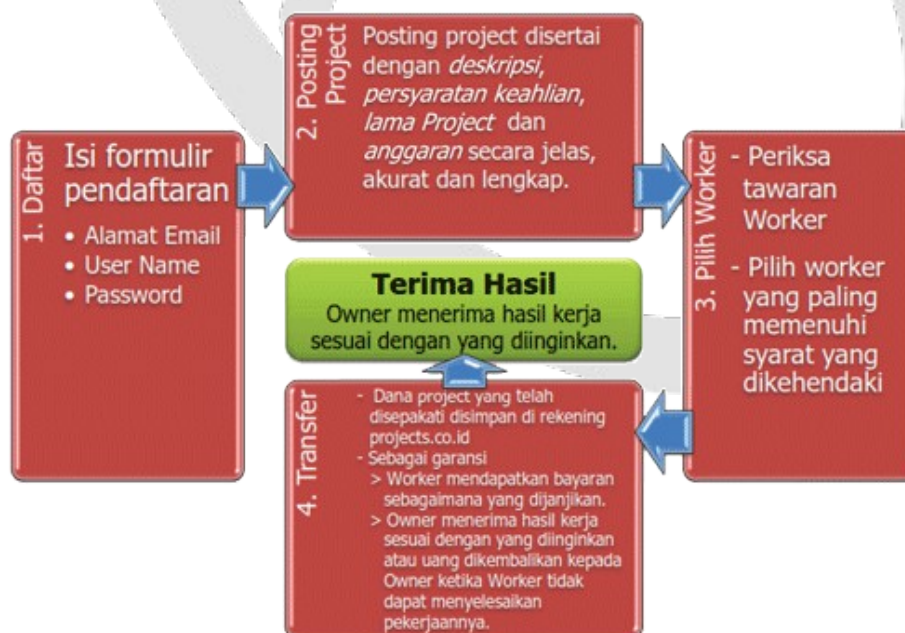 1. Daftar
Isi formulir
pendaftaran
• Alamat Email
• User Name
• Password
2. Posting
Project
Posting project disertai
dengan deskripsi,
persyaratan keahlian,
lama Project dan
anggaran secara jelas,
akurat dan lengkap.
3. Pilih Worker
- Periksa
tawaran
Worker
- Pilih worker
yang paling
memenuhi
syarat yang
dikehendaki
4. Transfer
- Dana project yang telah
disepakati disimpan di rekening
projects.co.id
- Sebagai garansi
> Worker mendapatkan bayaran
sebagaimana yang dijanjikan.
> Owner menerima hasil kerja
sesuai dengan yang diinginkan
atau uang dikembalikan kepada
Owner ketika Worker tidak
dapat menyelesaikan
pekerjaannya.
Terima Hasil
Owner menerima hasil kerja
sesuai dengan yang diinginkan.